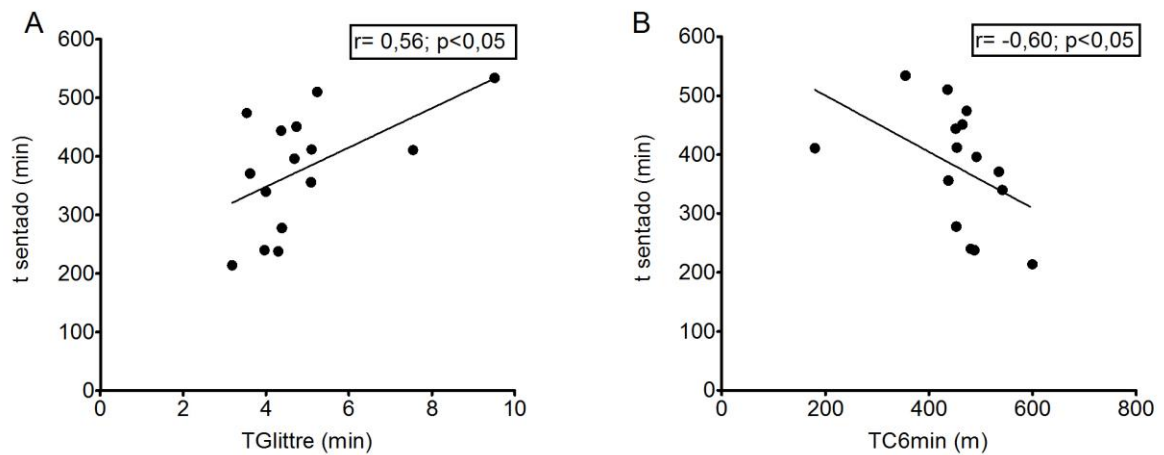 A
r= 0,56; p<0,05
600
500
400
300
200
100
0
t sentado (min)
0 2 4 6 8 10
TGlittre (min)
B
r= -0,60; p<0,05
600
500
400
300
200
100
0
t sentado (min)
0 200 400 600 800
TC6min (m)